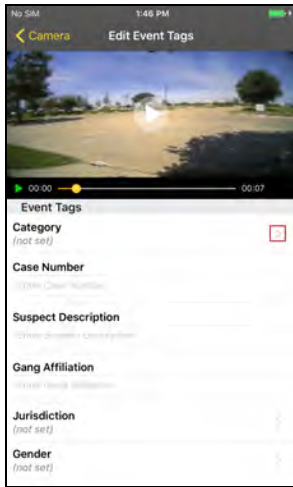 No SIM 1:46 PM
Camera Edit Event Tags
00:00 00:07
Event Tags
Category
(not set)
Case Number
Suspect Description
Gang Affiliation
Jurisdiction
(not set)
Gender
(not set)